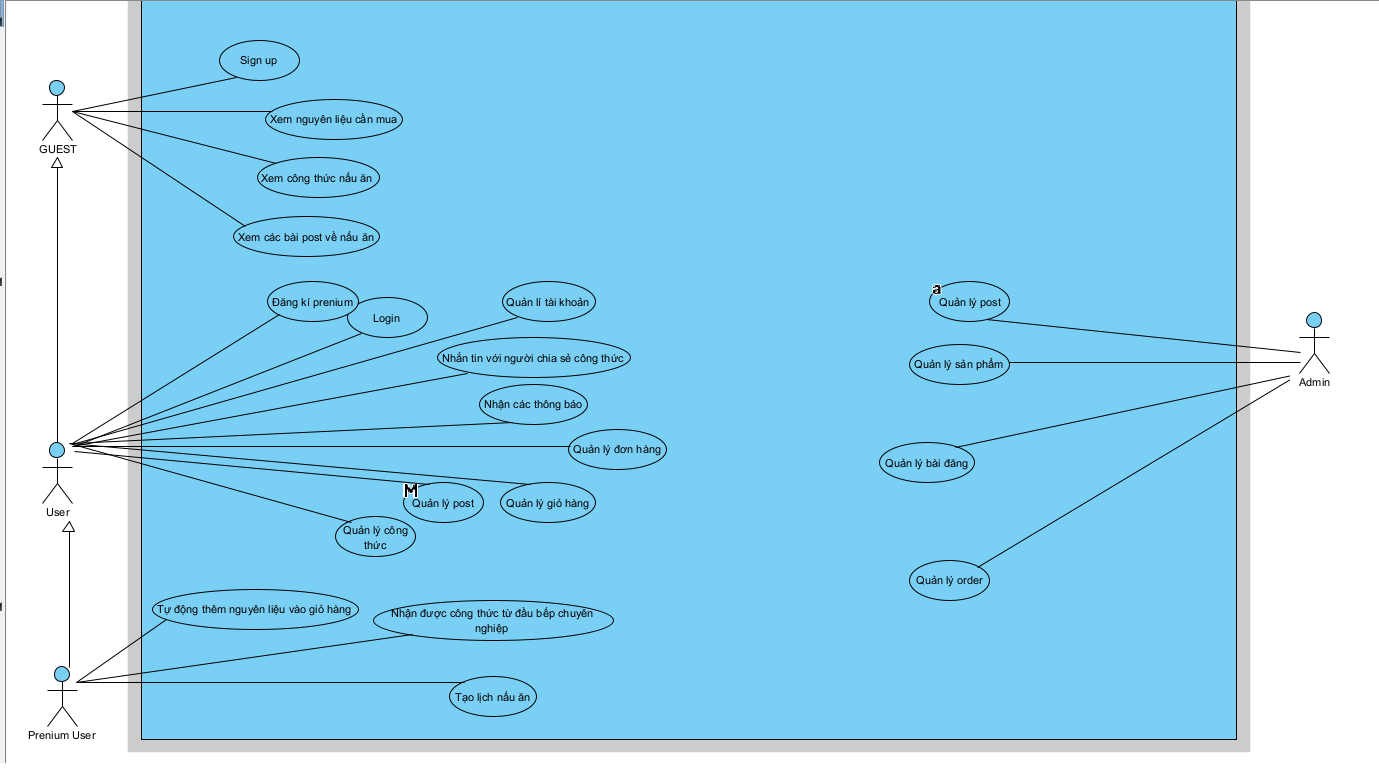 Sign up
GUEST
Xem nguyên liệu cần mua
Xem công thức nấu ăn
Xem các bài post về nấu ăn
Đăng kí prenium
Login
Quản lí tài khoản
Nhắn tin với người chia sẻ công thức
Nhận các thông báo
Quản lý đơn hàng
User
M
Quản lý post
Quản lý giỏ hàng
Quản lý công
thức
Tự động thêm nguyên liệu vào giỏ hàng
Nhận được công thức từ đầu bếp chuyên
nghiệp
Tạo lịch nấu ăn
Prenium User
a
Quản lý post
Quản lý sản phẩm
Admin
Quản lý bài đăng
Quản lý order